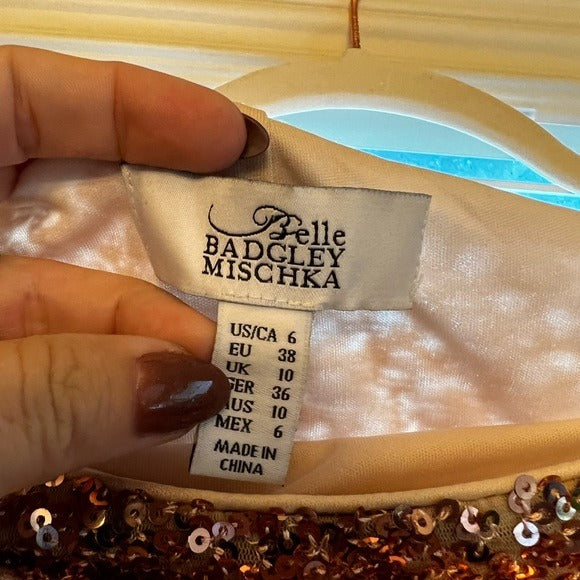 Belle
BADGLEY
MISCHKA
US/CA 6
EU 38
UK 10
GER 36
AUS 10
MEX 6
MADE IN
CHINA